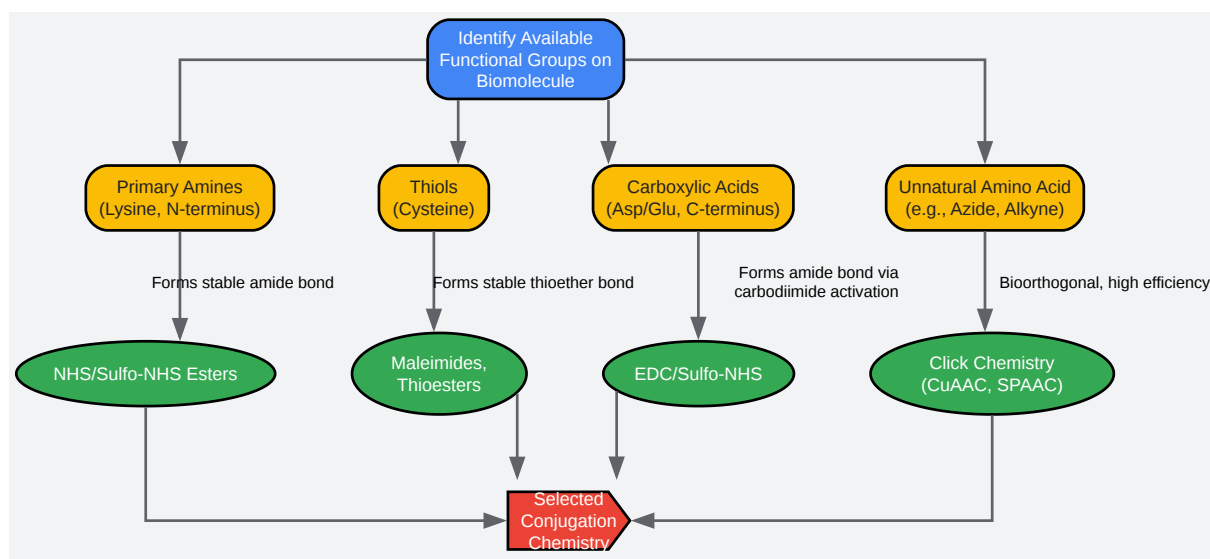 Identify Available
Functional Groups on
Biomolecule
Primary Amines
(Lysine, N-terminus)
Thiols
(Cysteine)
Carboxylic Acids
(Asp/Glu, C-terminus)
Unnatural Amino Acid
(e.g., Azide, Alkyne)
Forms stable amide bond
Forms stable thioether bond
Forms amide bond via
carbodiimide activation
Bioorthogonal, high efficiency
NHS/Sulfo-NHS Esters
Maleimides,
Thioesters
EDC/Sulfo-NHS
Click Chemistry
(CuAAC, SPAAC)
Selected
Conjugation
Chemistry